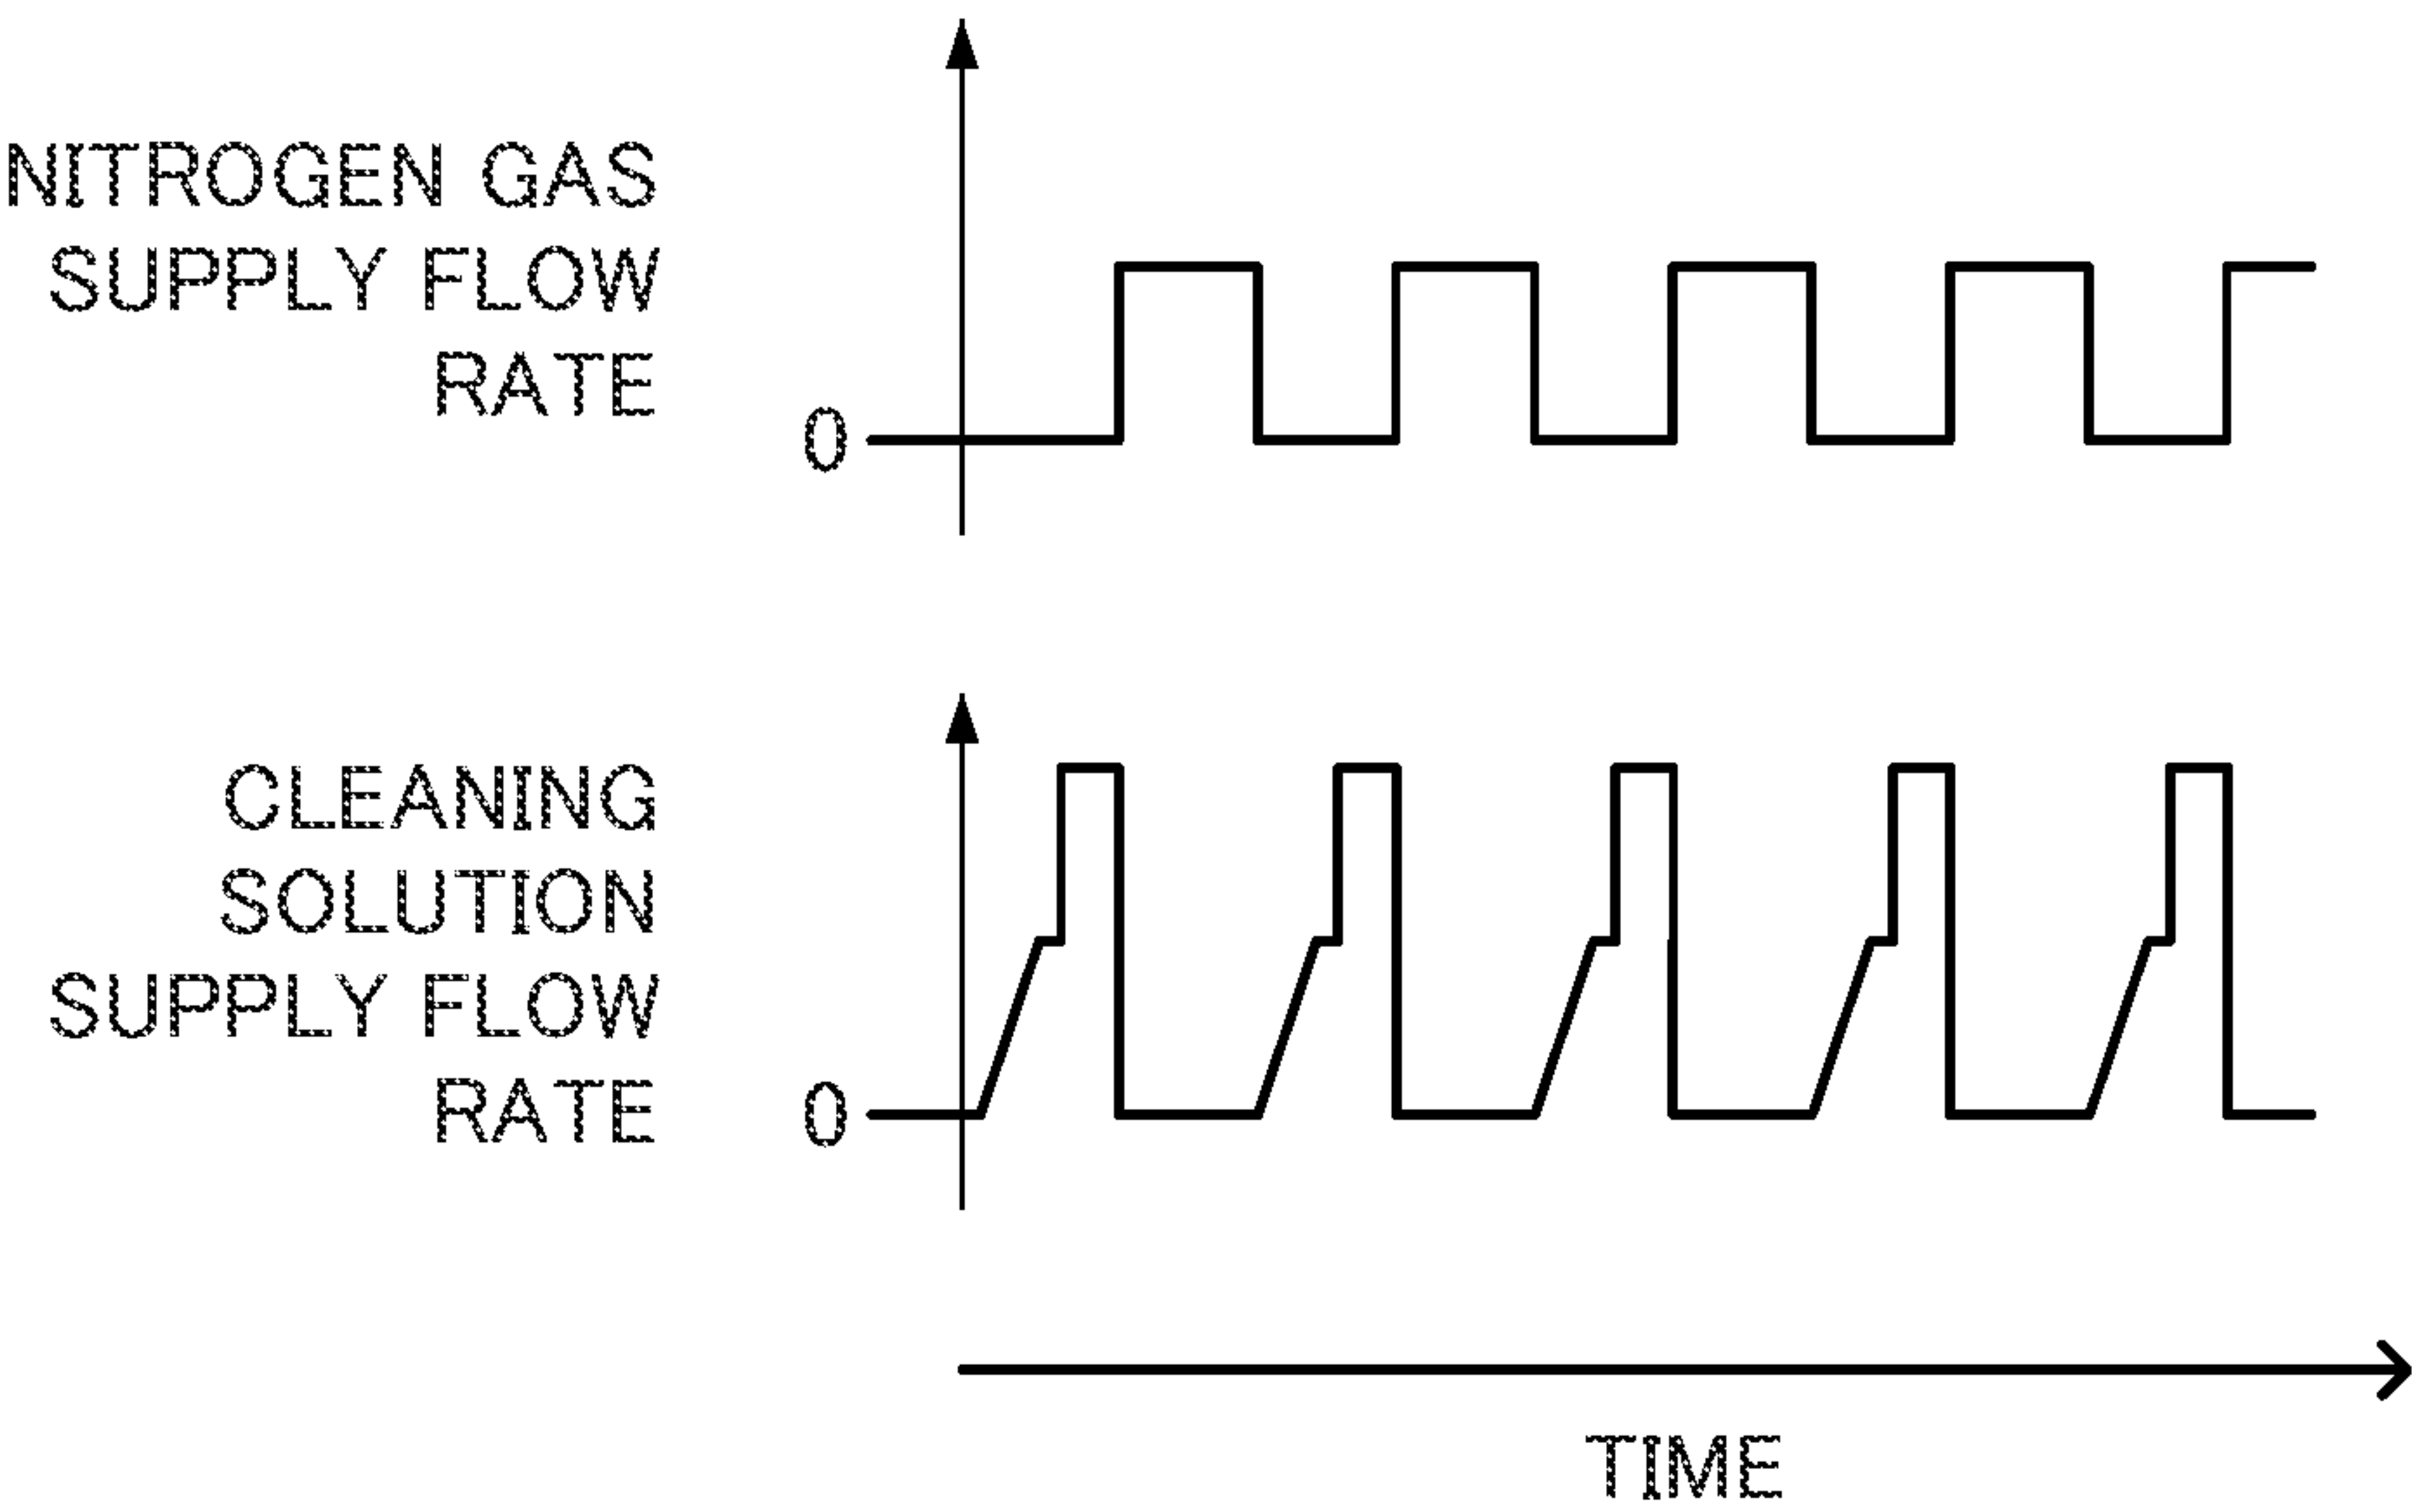 NITROGEN GAS
SUPPLY FLOW
RATE
0
CLEANING
SOLUTION
SUPPLY FLOW
RATE
0
TIME